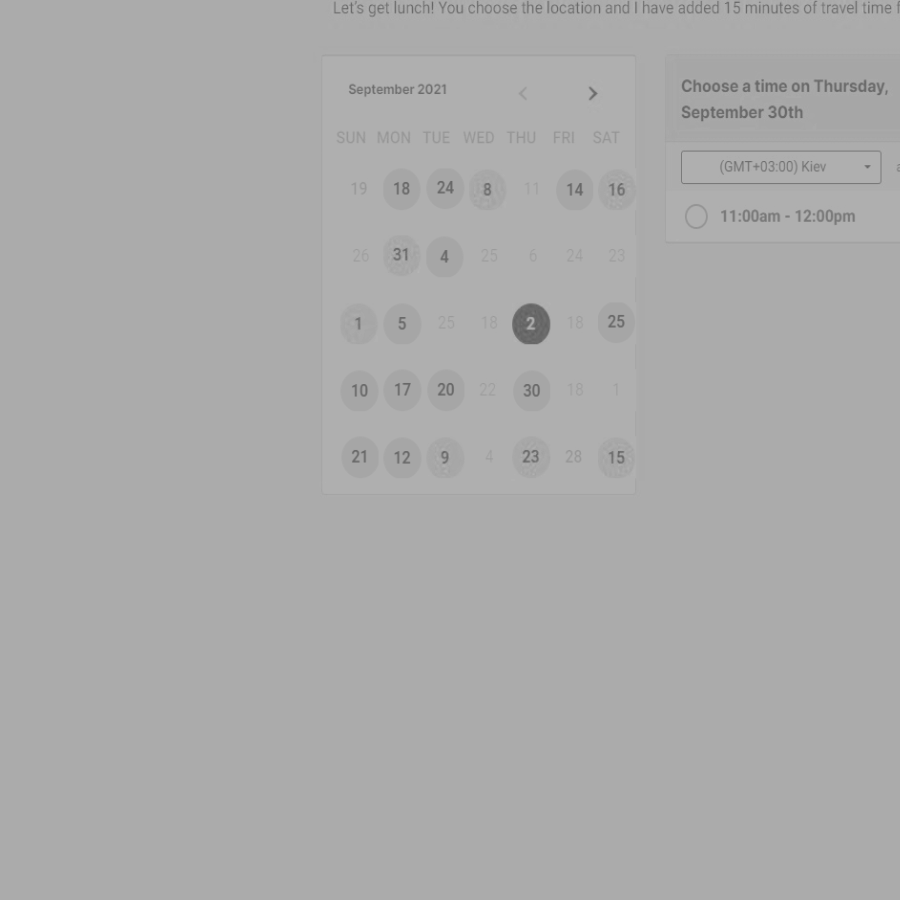 Let's get lunch! You choose the location and I have added 15 minutes of travel time
September 2021
SUN MON TUE WED THU FRI SAT
19 18 24 8 11 14 16
26 31 4 25 6 24 23
1 5 25 18 2 18 25
10 17 20 22 30 18 1
21 12 9 4 23 28 15
Choose a time on Thursday,
September 30th
(GMT+03:00) Kiev
11:00am - 12:00pm